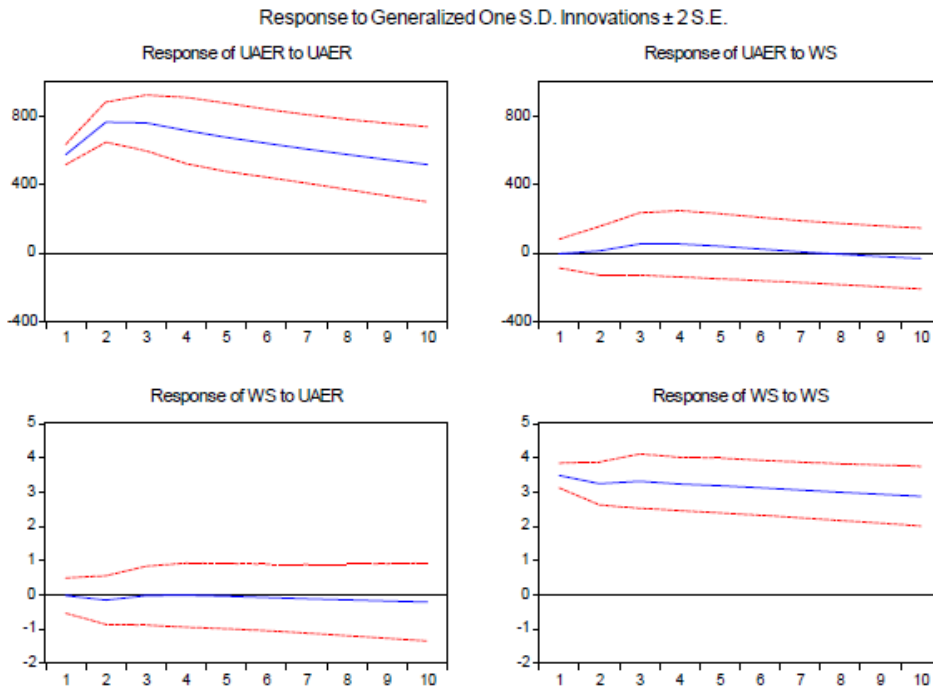 Response to Generalized One S.D. Innovations ± 2 S.E.
Response of UAER to UAER
800
400
0
-400
1 2 3 4 5 6 7 8 9 10
Response of UAER to WS
800
400
0
-400
1 2 3 4 5 6 7 8 9 10
Response of WS to UAER
5
4
3
2
1
0
-1
-2
1 2 3 4 5 6 7 8 9 10
Response of WS to WS
5
4
3
2
1
0
-1
-2
1 2 3 4 5 6 7 8 9 10